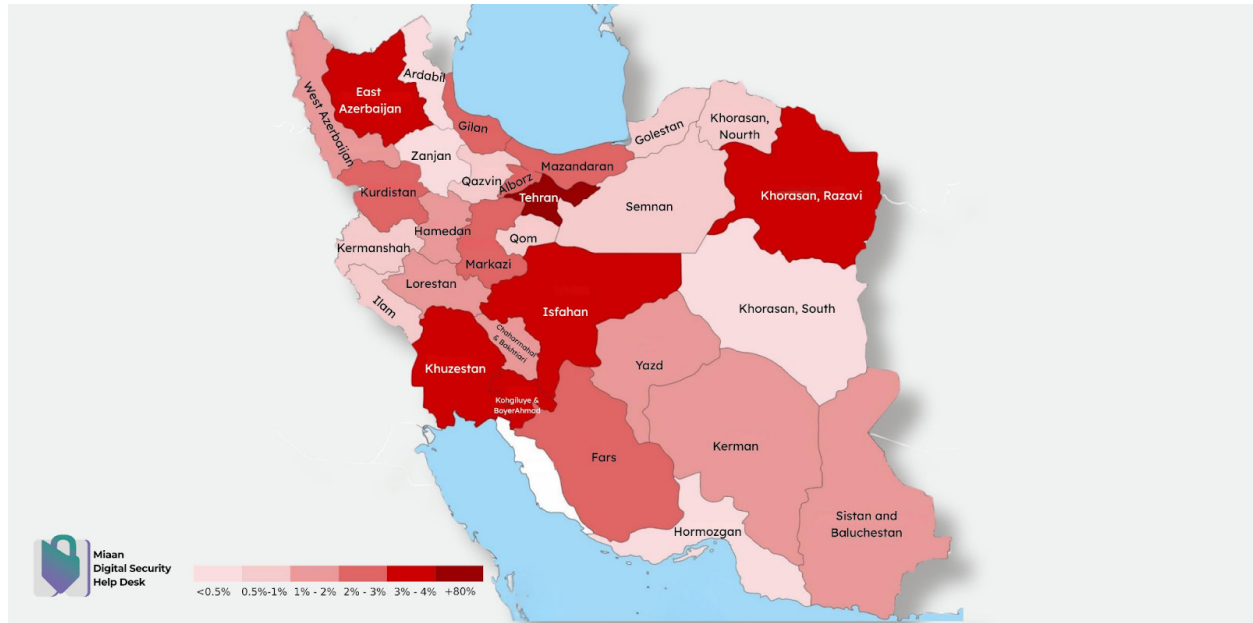 Ardabil
East
Azerbaijan
West Azerbaijan
Gilan
Golestan
Khorasan,
Nourth
Zanjan
Mazandaran
Qazvin
Alborz
Tehran
Khorasan, Razavi
Kurdistan
Semnan
Hamedan
Qom
Kermanshah
Markazi
Lorestan
Ilam
Isfahan
Khorasan, South
Chaharmahal
& Bakhtiari
Khuzestan
Yazd
Kohgiluye &
BoyerAhmad
Kerman
Fars
Sistan and
Baluchestan
Hormozgan
Miaan
Digital Security
Help Desk
<0.5% 0.5%-1% 1% - 2% 2% - 3% 3% - 4% +80%